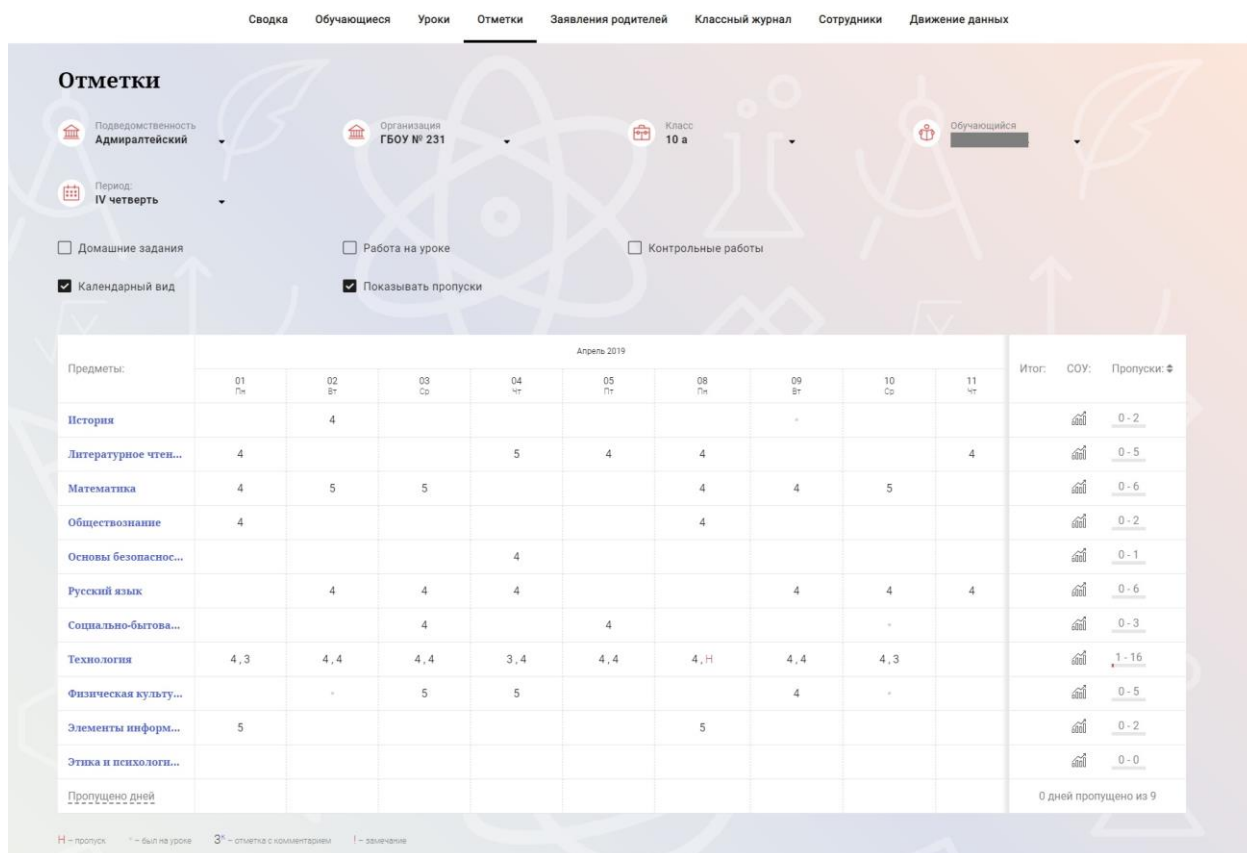 Сводка Обучающиеся Уроки Отметки Заявления родителей Классный журнал Сотрудники Движение данных
Отметки
Подведомственность Организация Класс Обучающийся
Адмиралтейский ГБОУ № 231 10 а
Период:
IV четверть
Домашние задания Работа на уроке Контрольные работы
Календарный вид Показывать пропуски
Предметы: Апрель 2019 Итог: СОУ: Пропуски:
01 02 03 04 05 08 09 10 11
Пн Вт Ср Чт Пт Пн Вт Ср Чт
История 4 * 0 - 2
Литературное чтен... 4 5 4 4 4 0 - 5
Математика 4 5 5 4 4 5 0 - 6
Обществознание 4 4 0 - 2
Основы безопаснос... 4 0 - 1
Русский язык 4 4 4 4 4 4 0 - 6
Социально-бытова... 4 4 * 0 - 3
Технология 4 , 3 4 , 4 4 , 4 3 , 4 4 , 4 4 , Н 4 , 4 4 , 3 1 - 16
Физическая культу... * 5 5 4 * 0 - 5
Элементы информ... 5 5 0 - 2
Этика и психологи... 0 - 0
Пропущено дней 0 дней пропущено из 9
Н – пропуск * – был на уроке 3* – отметка с комментарием ! – замечание